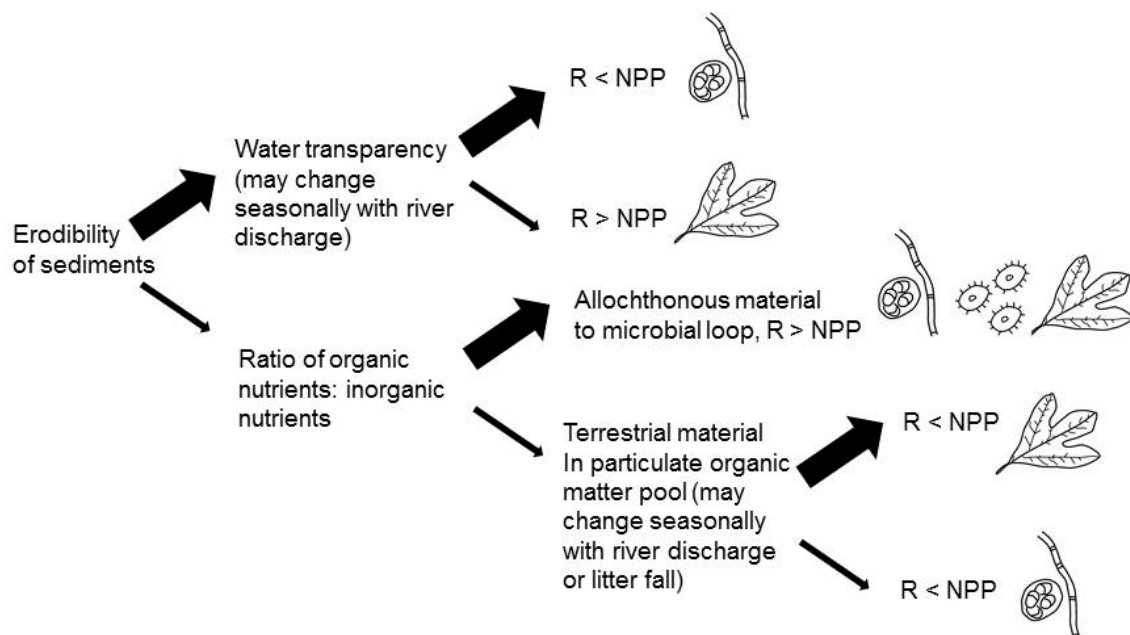 R < NPP
Water transparency
(may change
seasonally with river
discharge)
R > NPP
Erodibility
of sediments
Allochthonous material
to microbial loop, R > NPP
Ratio of organic
nutrients: inorganic
nutrients
R < NPP
Terrestrial material
In particulate organic
matter pool (may
change seasonally
with river discharge
or litter fall)
R < NPP